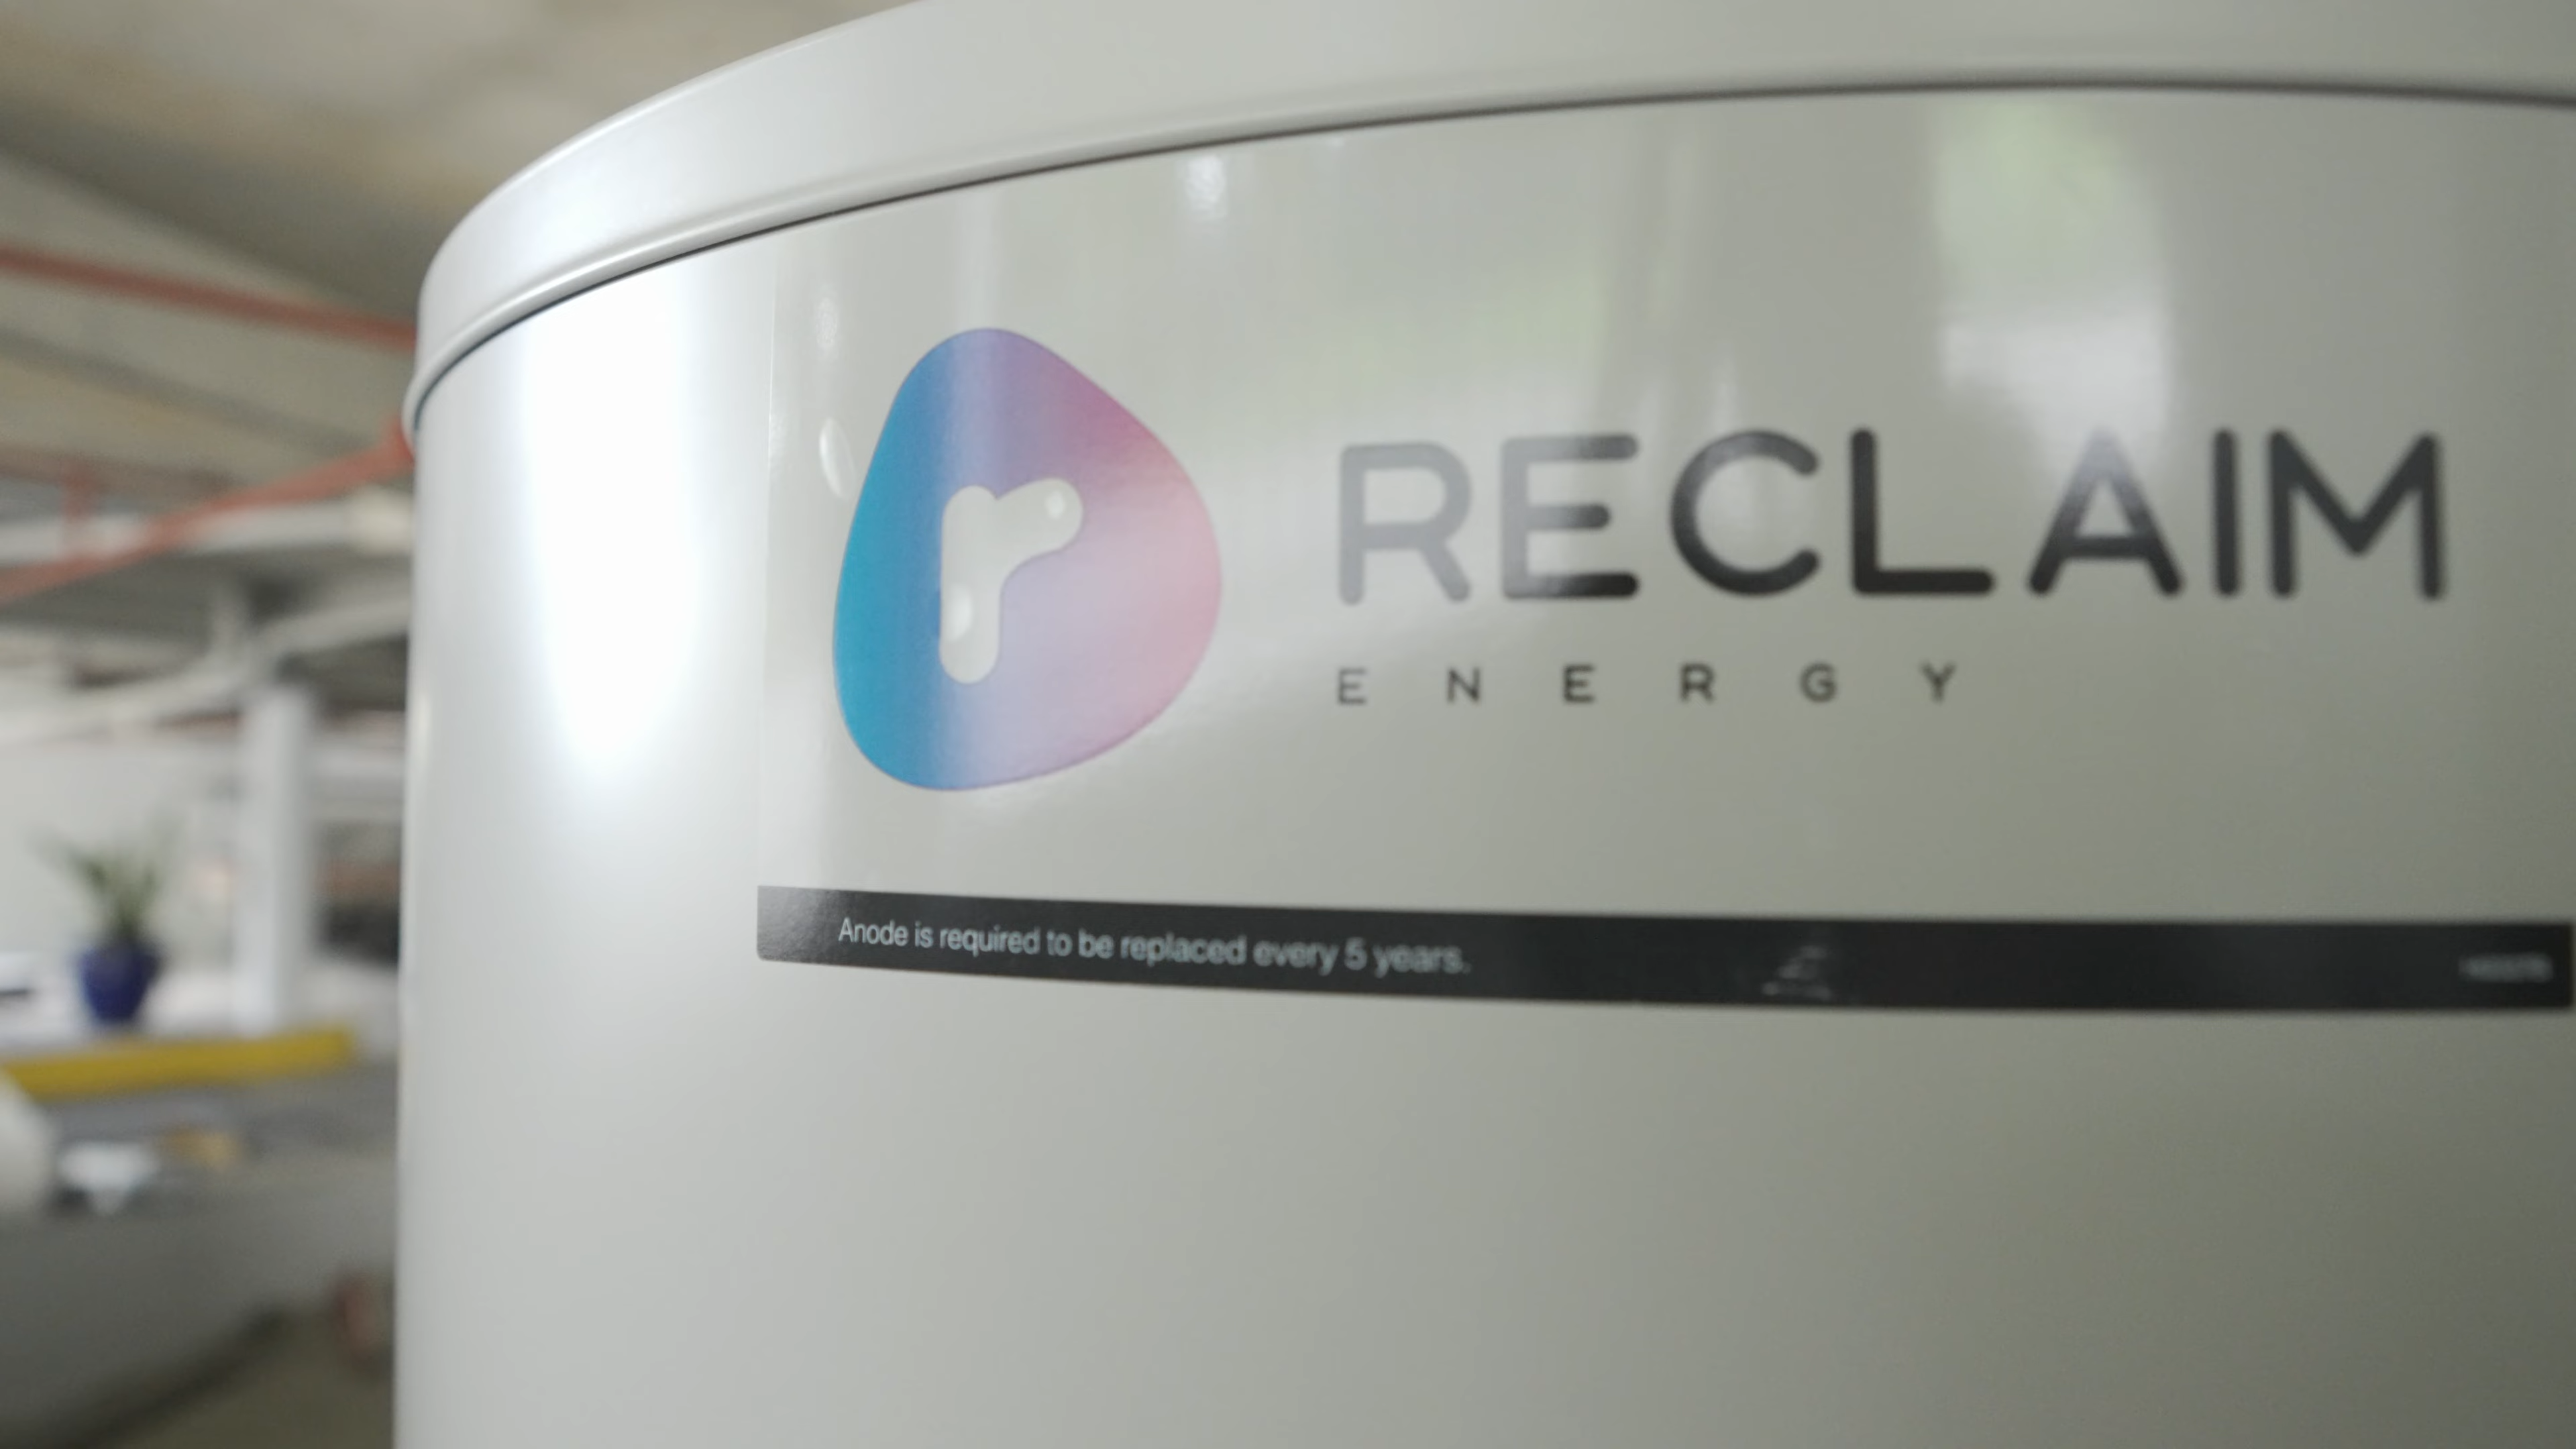 r
RECLAIM
ENERGY
Anode is required to be replaced every 5 years.